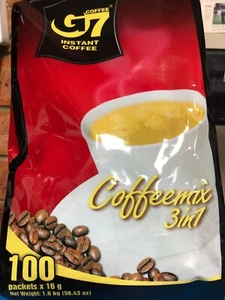 COFFEE
G7
INSTANT
COFFEE
Coffeemix
3in1
100
packets x 16 g
Net Weight: 1.6 kg (56.43 oz)